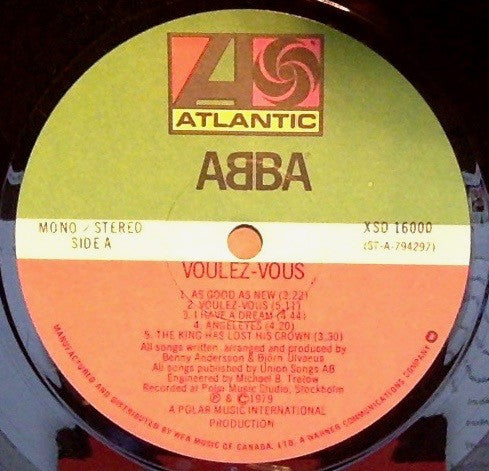 ATLANTIC
ABBA
MONO / STEREO
SIDE A
XSD 16000
(ST-A-794297)
VOULEZ-VOUS
1. AS GOOD AS NEW (3:22)
2. VOULEZ-VOUS (5:11)
3. I HAVE A DREAM (4:44)
4. ANGELEYES (4.20)
5. THE KING HAS LOST HIS CROWN (3.30)
All songs written, arranged and produced by
Benny Andersson & Björn Ulvaeus
All songs published by Union Songs AB
Engineered by Michael B. Tretow
Recorded at Polar Music Studio, Stockholm
℗ & © 1979
A POLAR MUSIC INTERNATIONAL
PRODUCTION
MANUFACTURED AND DISTRIBUTED BY WEA MUSIC OF CANADA, LTD. A WARNER COMMUNICATIONS COMPANY